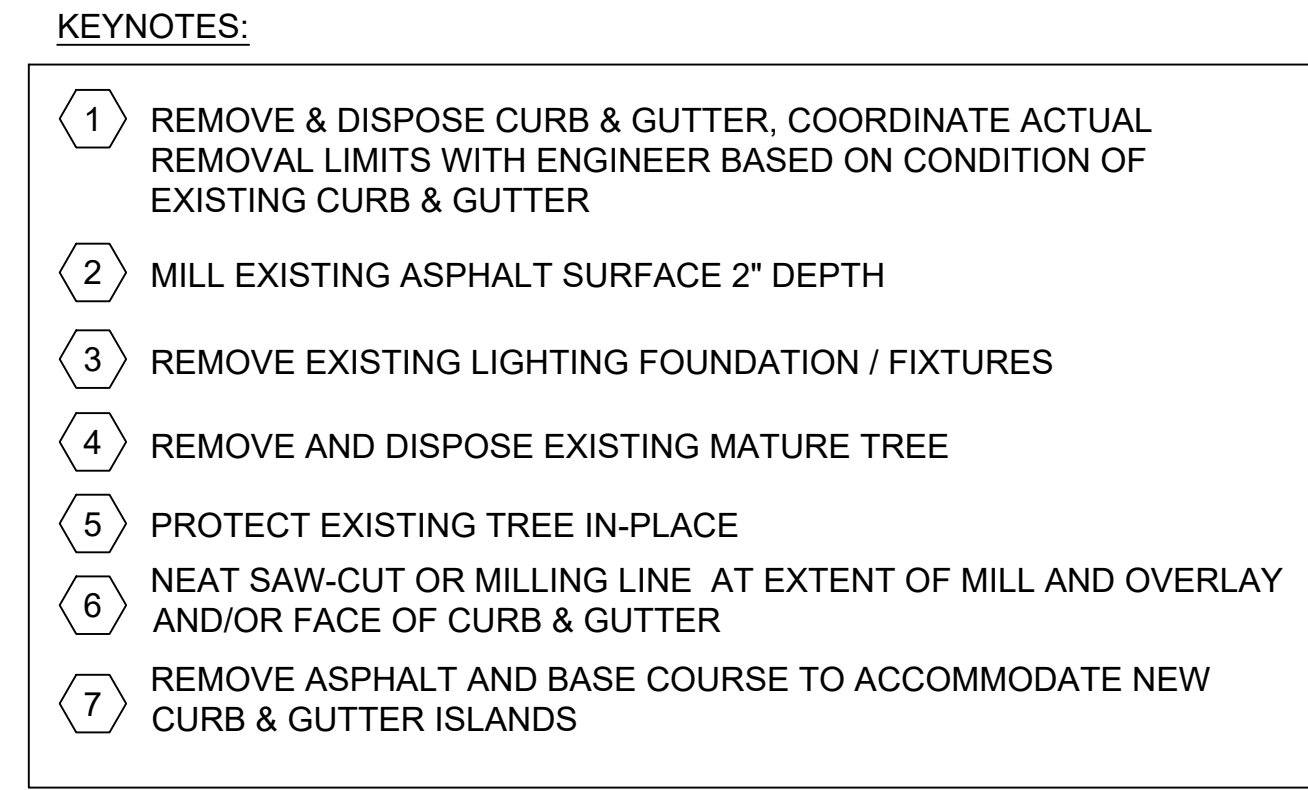 KEYNOTES:
1 REMOVE & DISPOSE CURB & GUTTER, COORDINATE ACTUAL
REMOVAL LIMITS WITH ENGINEER BASED ON CONDITION OF
EXISTING CURB & GUTTER
2 MILL EXISTING ASPHALT SURFACE 2" DEPTH
3 REMOVE EXISTING LIGHTING FOUNDATION / FIXTURES
4 REMOVE AND DISPOSE EXISTING MATURE TREE
5 PROTECT EXISTING TREE IN-PLACE
6 NEAT SAW-CUT OR MILLING LINE AT EXTENT OF MILL AND OVERLAY
AND/OR FACE OF CURB & GUTTER
7 REMOVE ASPHALT AND BASE COURSE TO ACCOMMODATE NEW
CURB & GUTTER ISLANDS